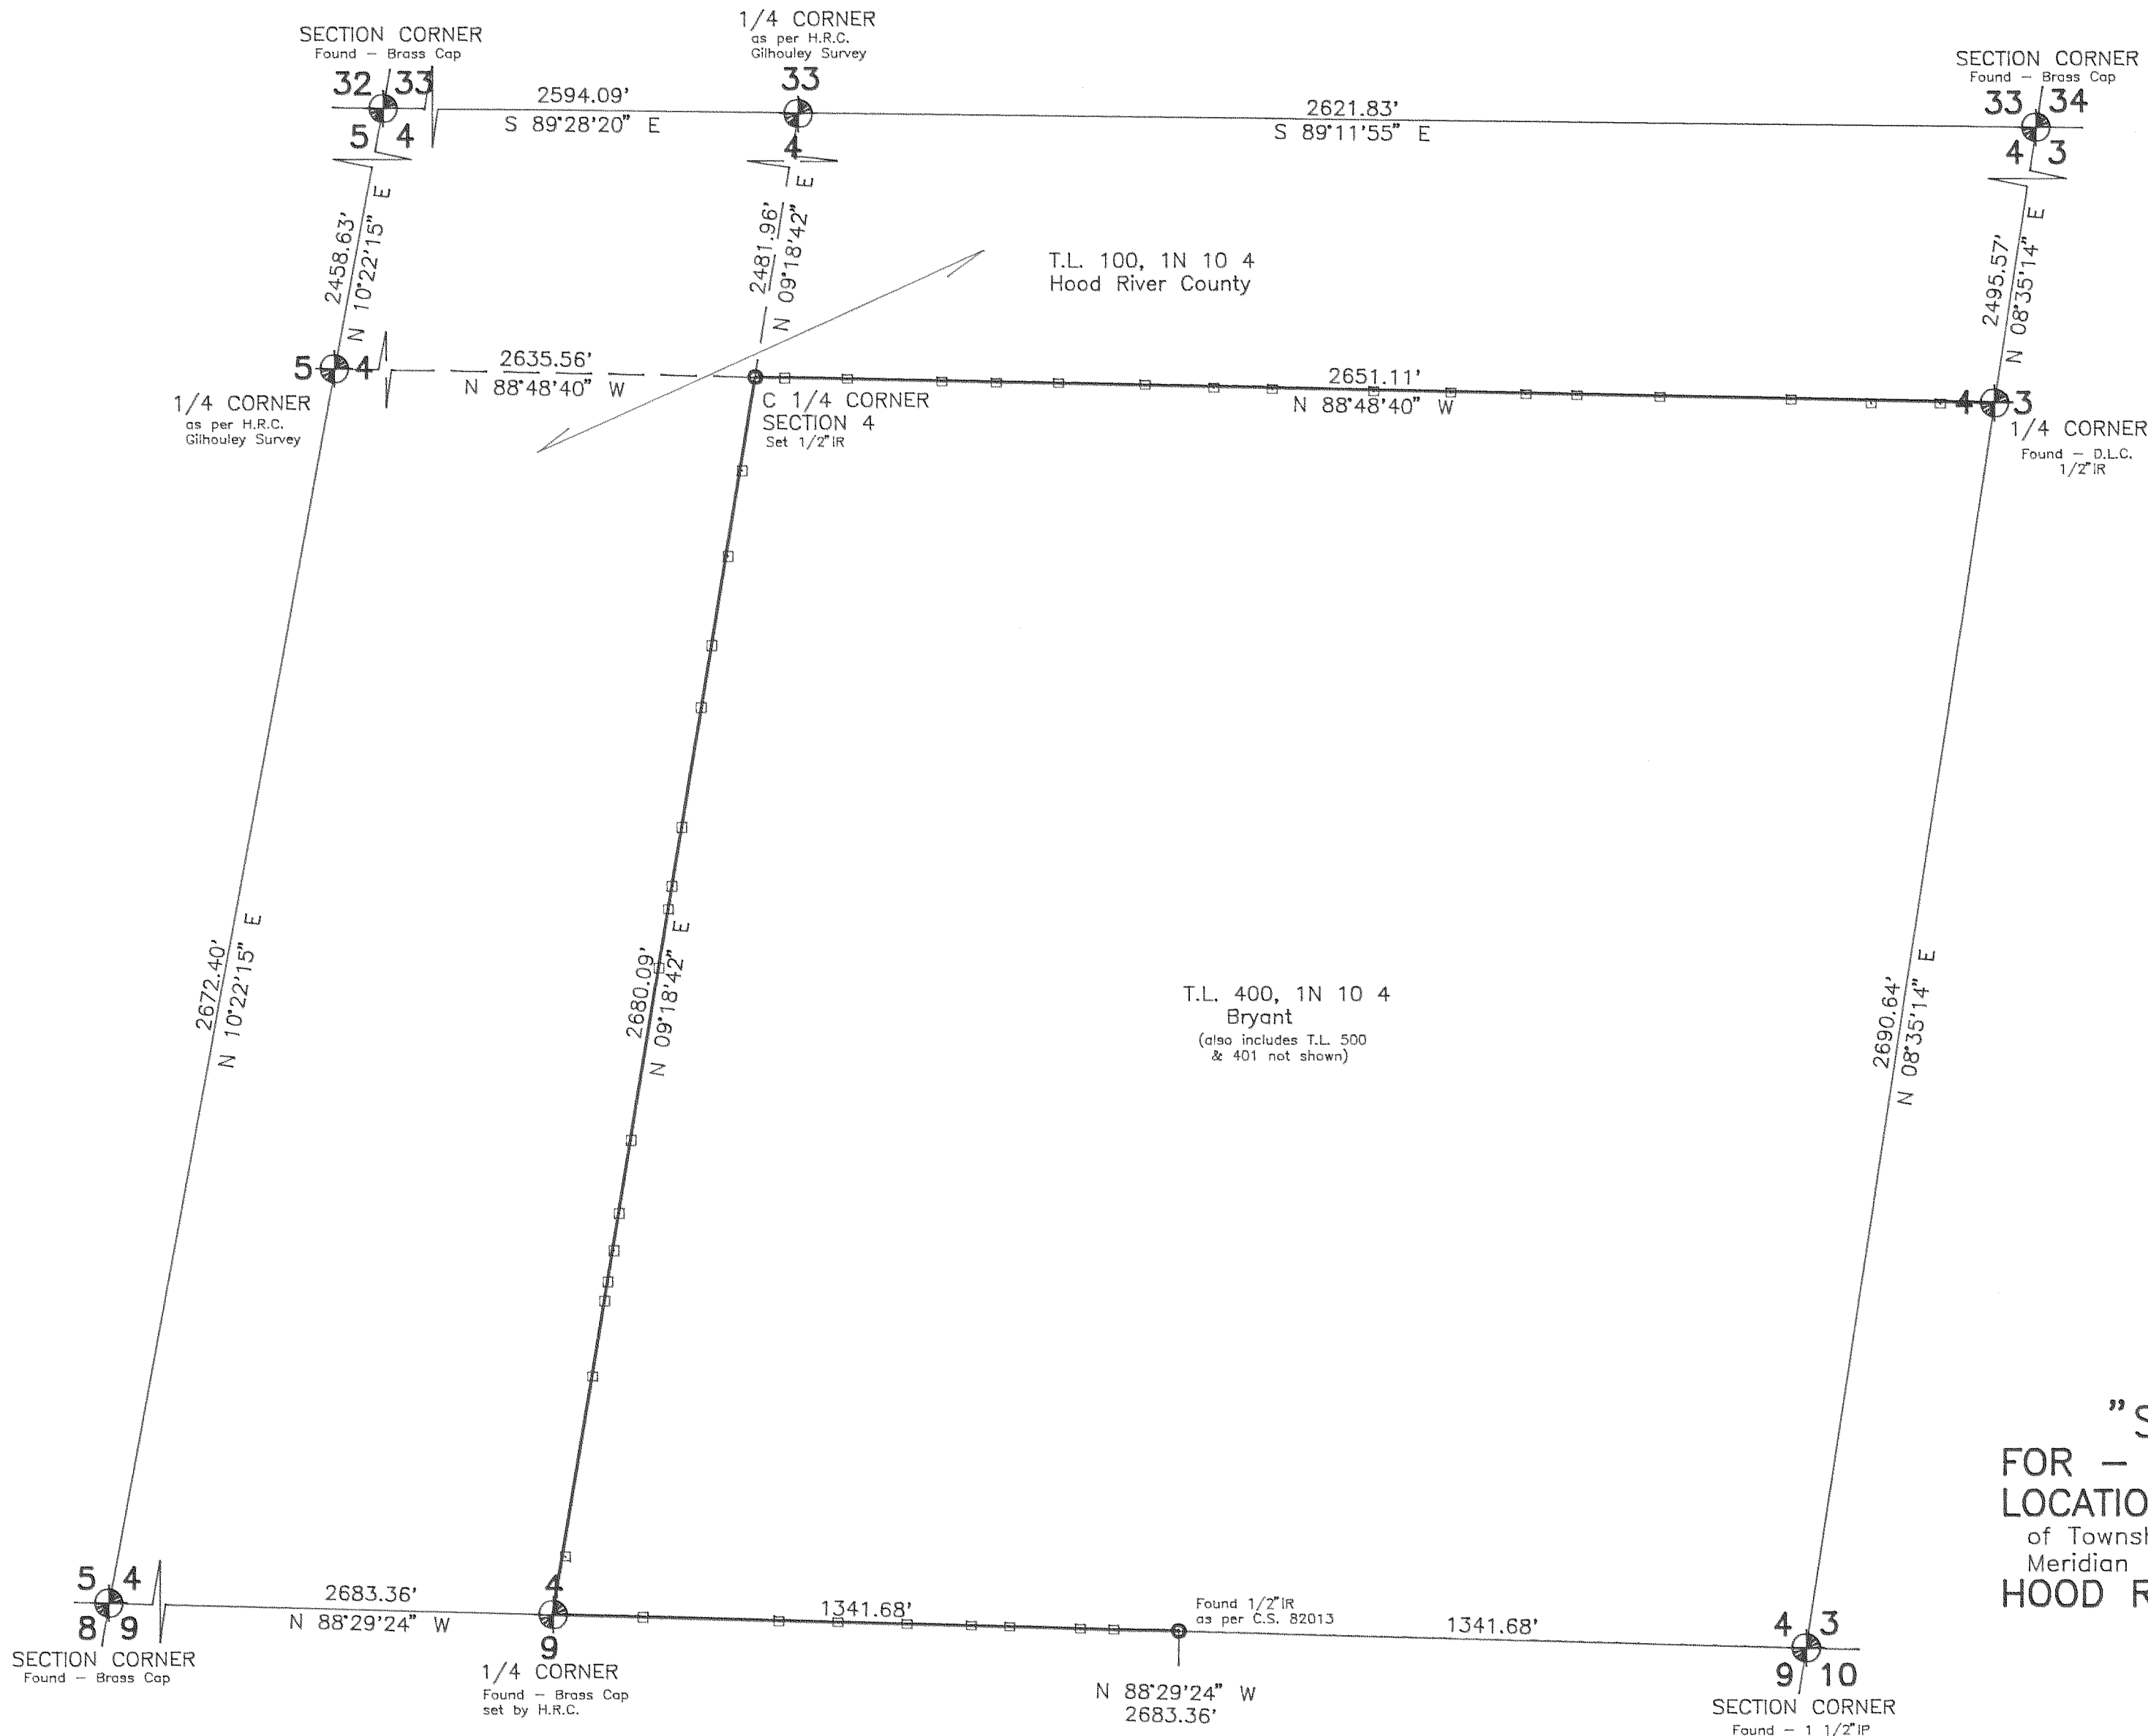 1/4 CORNER
as per H.R.C.
Gilhouley Survey
33
4
SECTION CORNER
Found – Brass Cap
32 33
5 4
2594.09'
S 89°28'20" E
2621.83'
S 89°11'55" E
SECTION CORNER
Found – Brass Cap
33 34
4 3
2458.63'
N 10°22'15" E
2481.96'
N 09°18'42" E
T.L. 100, 1N 10 4
Hood River County
2495.57'
N 08°35'14" E
5 4
1/4 CORNER
as per H.R.C.
Gilhouley Survey
2635.56'
N 88°48'40" W
C 1/4 CORNER
SECTION 4
Set 1/2"IR
2651.11'
N 88°48'40" W
4 3
1/4 CORNER
Found – D.L.C.
1/2"IR
2672.40'
N 10°22'15" E
2680.09'
N 09°18'42" E
T.L. 400, 1N 10 4
Bryant
(also includes T.L. 500
& 401 not shown)
2690.64'
N 08°35'14" E
"S
FOR –
LOCATIO
of Towns
Meridian
HOOD R
5 4
8 9
SECTION CORNER
Found – Brass Cap
2683.36'
N 88°29'24" W
4
9
1/4 CORNER
Found – Brass Cap
set by H.R.C.
1341.68'
Found 1/2"IR
as per C.S. 82013
1341.68'
N 88°29'24" W
2683.36'
4 3
9 10
SECTION CORNER
Found – 1 1/2"IP